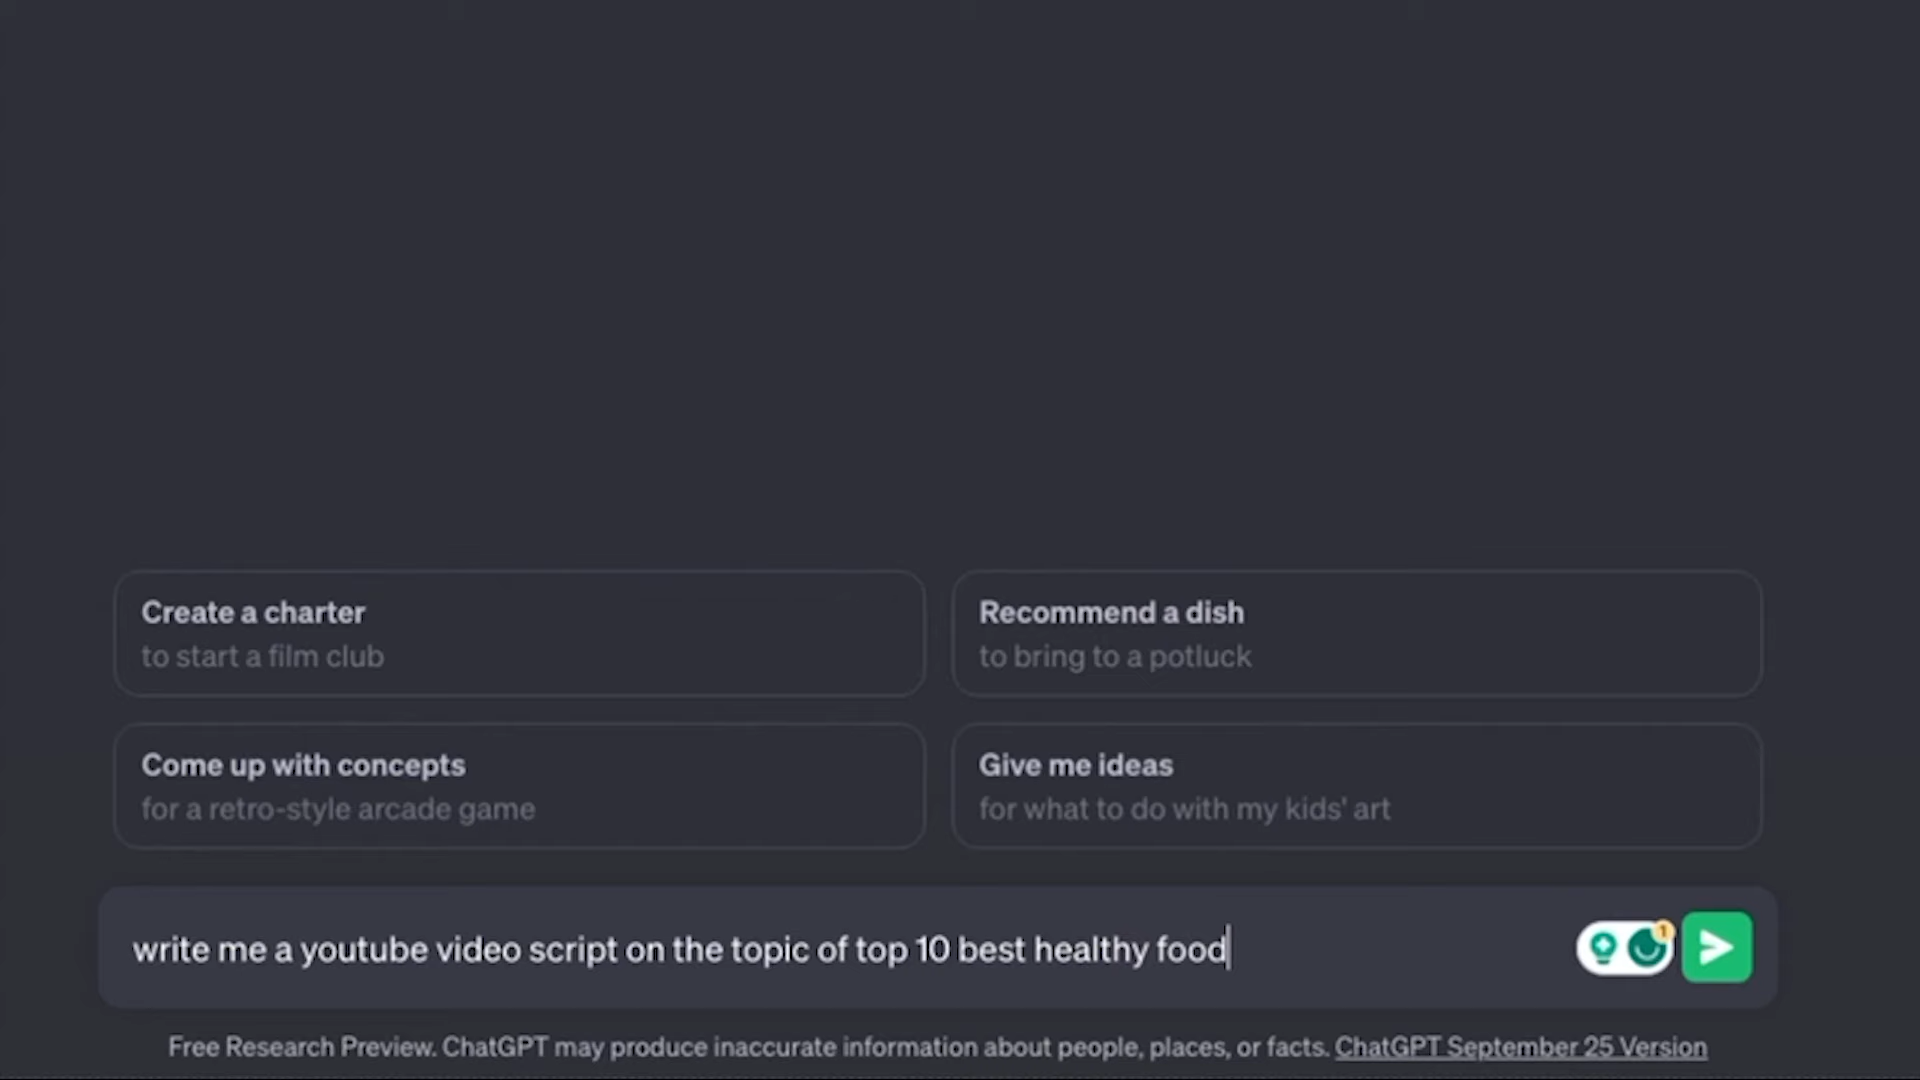 Create a charter
to start a film club
Recommend a dish
to bring to a potluck
Come up with concepts
for a retro-style arcade game
Give me ideas
for what to do with my kids' art
write me a youtube video script on the topic of top 10 best healthy food
1
Free Research Preview. ChatGPT may produce inaccurate information about people, places, or facts. ChatGPT September 25 Version